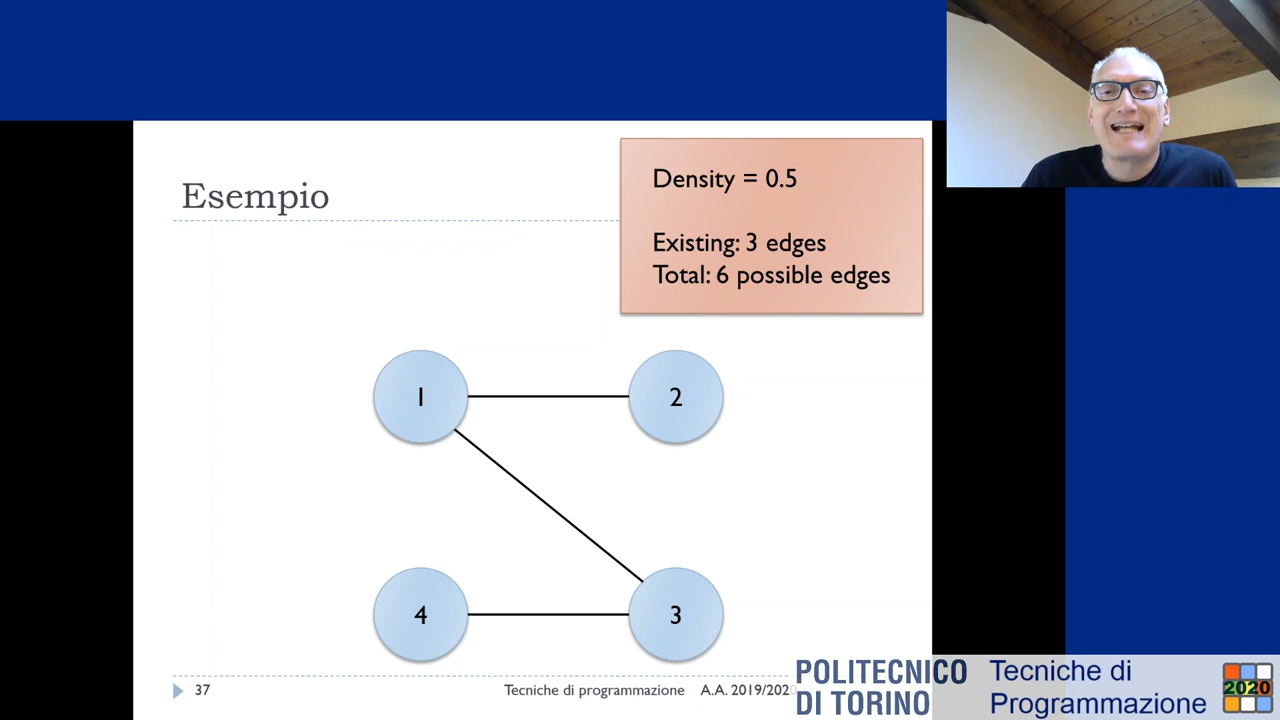 Esempio
Density = 0.5
Existing: 3 edges
Total: 6 possible edges
1
2
4
3
37
Tecniche di programmazione
A.A. 2019/2020
POLITECNICO
DI TORINO
Tecniche di
Programmazione
2020